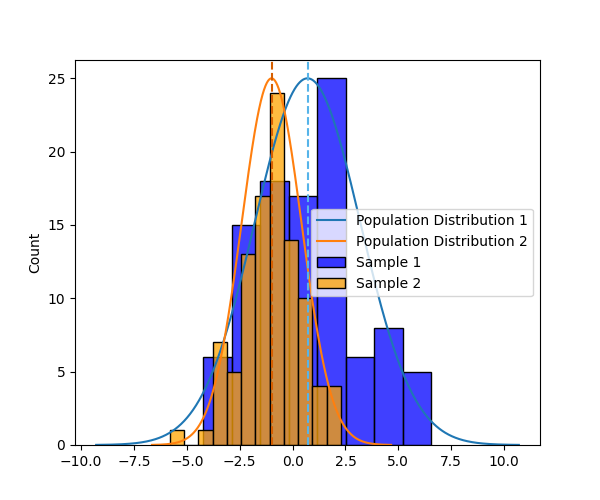 25
20
15
10
5
0
Count
Population Distribution 1
Population Distribution 2
Sample 1
Sample 2
−10.0 −7.5 −5.0 −2.5 0.0 2.5 5.0 7.5 10.0